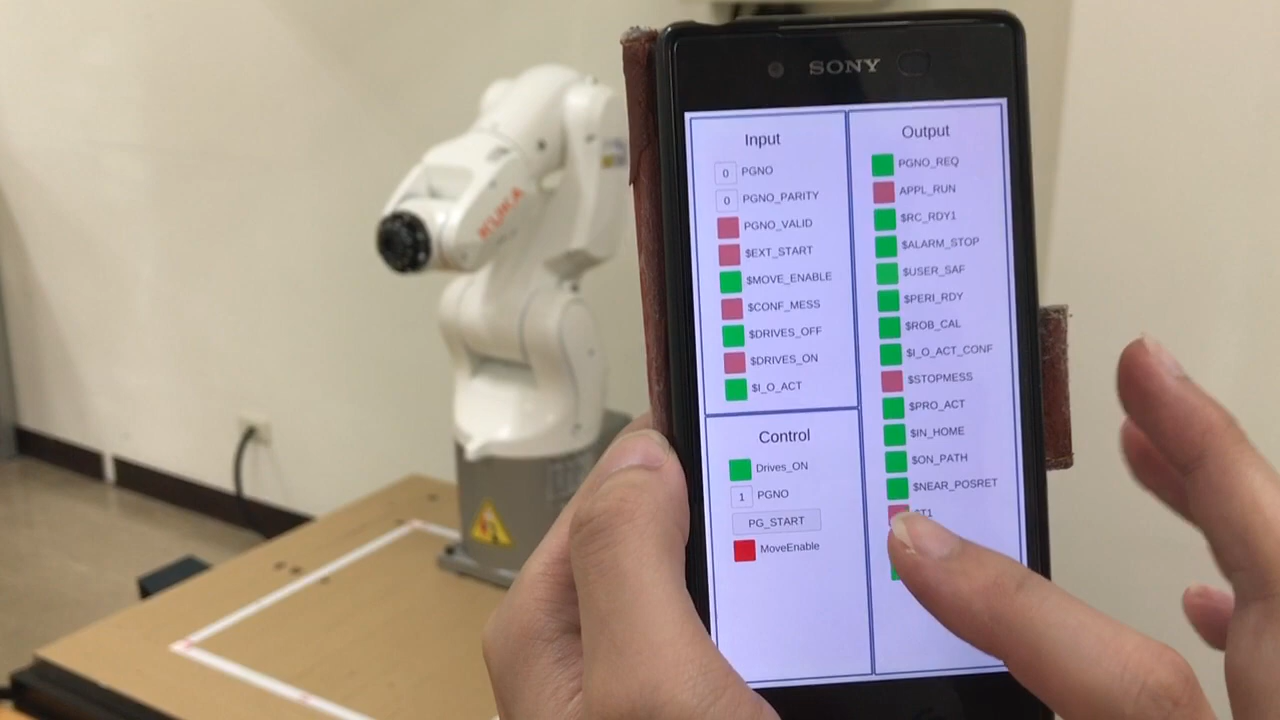 SONY
KUKA
Input
0 PGNO
0 PGNO_PARITY
PGNO_VALID
$EXT_START
$MOVE_ENABLE
$CONF_MESS
$DRIVES_OFF
$DRIVES_ON
$I_O_ACT
Control
Drives_ON
1 PGNO
PG_START
MoveEnable
Output
PGNO_REQ
APPL_RUN
$RC_RDY1
$ALARM_STOP
$USER_SAF
$PERI_RDY
$ROB_CAL
$I_O_ACT_CONF
$STOPMESS
$PRO_ACT
$IN_HOME
$ON_PATH
$NEAR_POSRET
$T1